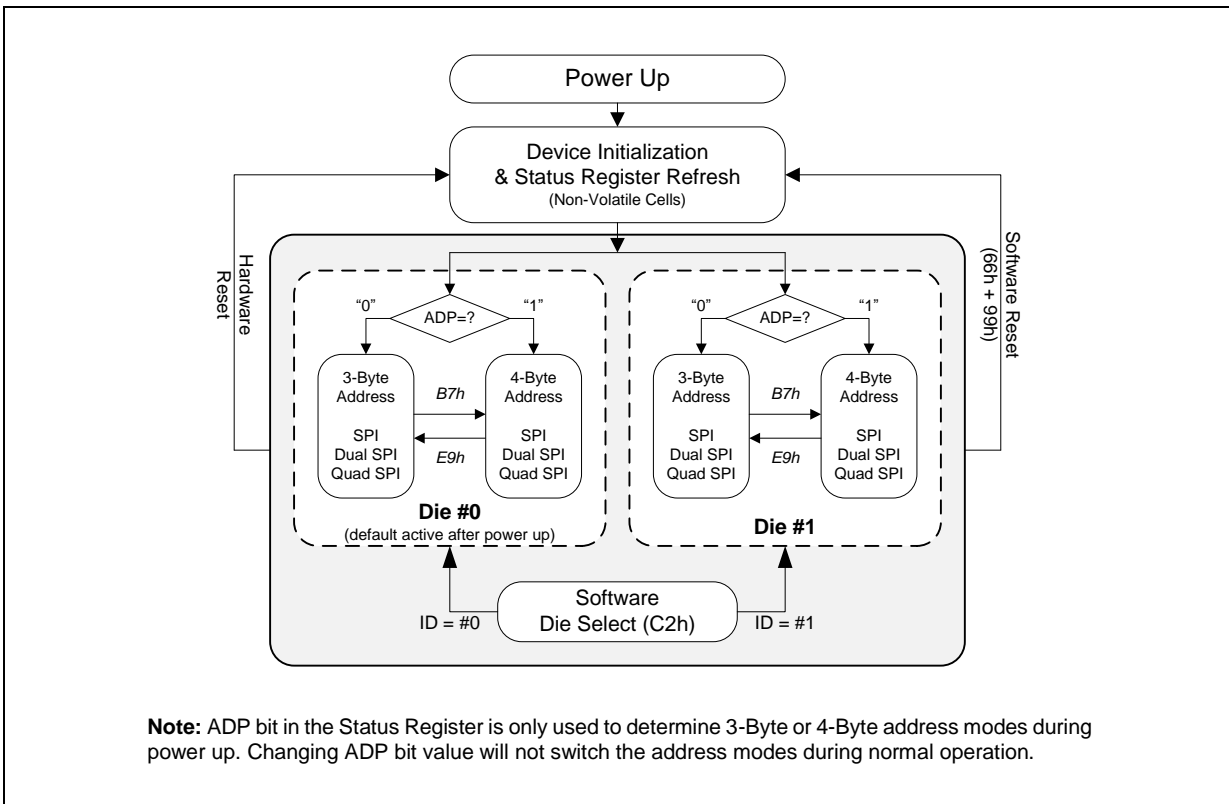 Power Up
Device Initialization
& Status Register Refresh
(Non-Volatile Cells)
Hardware
Reset
Software Reset
(66h + 99h)
“0”
ADP=?
“1”
3-Byte
Address
SPI
Dual SPI
Quad SPI
B7h
E9h
4-Byte
Address
SPI
Dual SPI
Quad SPI
Die #0
(default active after power up)
“0”
ADP=?
“1”
3-Byte
Address
SPI
Dual SPI
Quad SPI
B7h
E9h
4-Byte
Address
SPI
Dual SPI
Quad SPI
Die #1
ID = #0
Software
Die Select (C2h)
ID = #1
Note: ADP bit in the Status Register is only used to determine 3-Byte or 4-Byte address modes during
power up. Changing ADP bit value will not switch the address modes during normal operation.